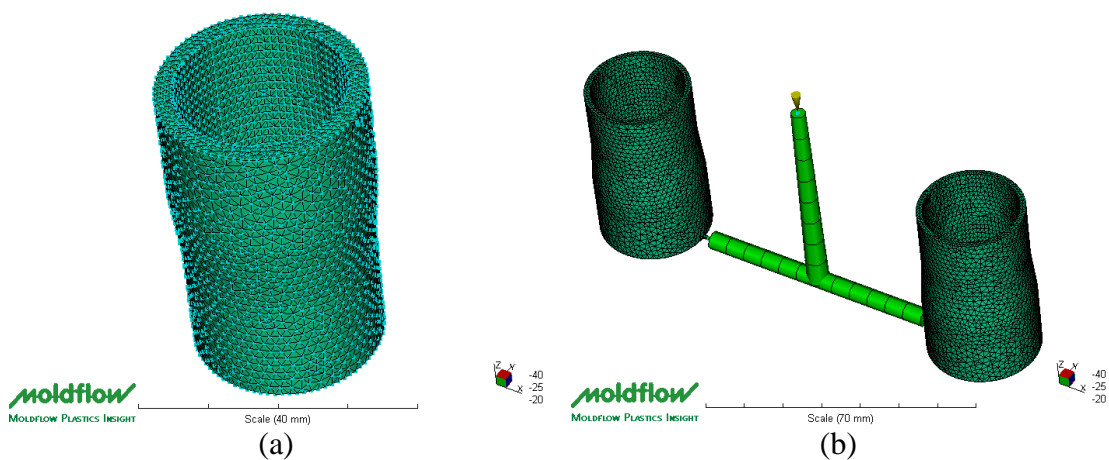 moldflow
MOLDFLOW PLASTICS INSIGHT
Scale (40 mm)
Z Y X
-40
-25
-20
(a)
moldflow
MOLDFLOW PLASTICS INSIGHT
Scale (70 mm)
Z Y X
-40
-25
-20
(b)